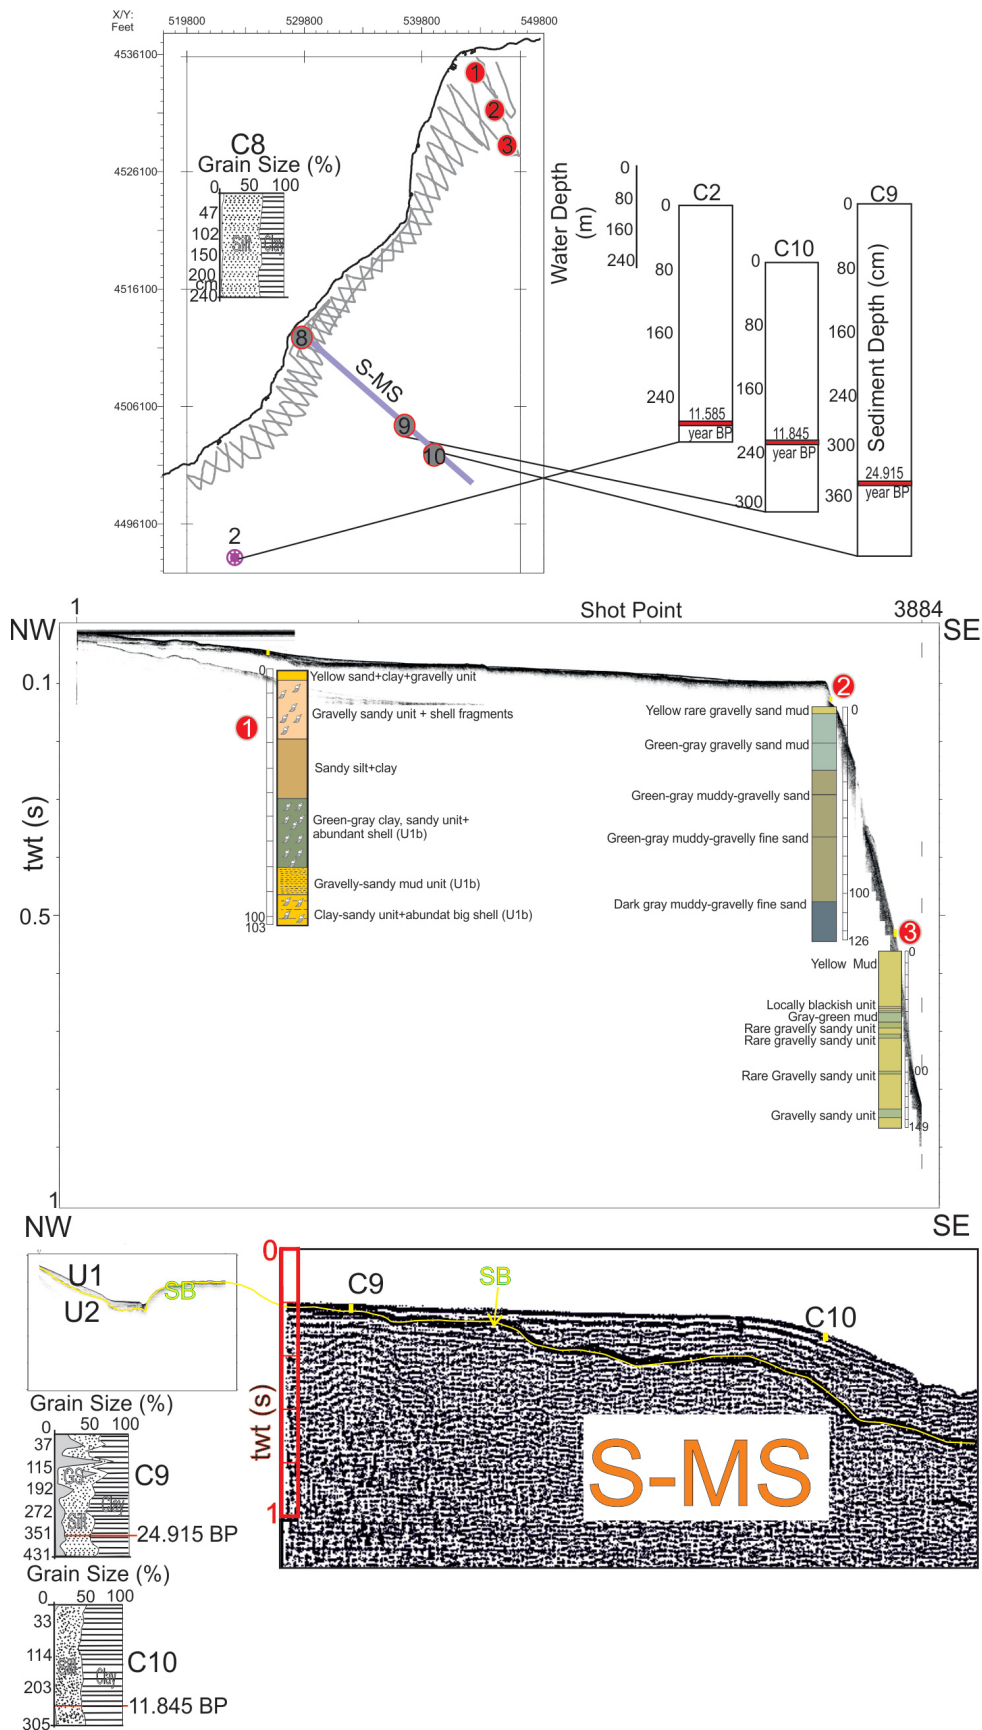 X/Y:
Feet
519800
529800
539800
549800
4536100
4526100
4516100
4506100
4496100
1
2
3
C8
Grain Size (%)
0
50
100
47
102
150
200
cm
240
Silt
Clay
8
S-MS
9
10
2
Water Depth
(m)
0
80
160
240
C2
0
80
160
240
11.585
year BP
C10
0
80
160
240
300
11.845
year BP
C9
0
80
160
240
300
360
Sediment Depth (cm)
24.915
year BP
1
Shot Point
3884
NW
SE
0.1
0.5
1
twt (s)
1
0
100
103
Yellow sand+clay+gravelly unit
Gravelly sandy unit + shell fragments
Sandy silt+clay
Green-gray clay, sandy unit+
abundant shell (U1b)
Gravelly-sandy mud unit (U1b)
Clay-sandy unit+abundat big shell (U1b)
2
0
100
126
Yellow rare gravelly sand mud
Green-gray gravelly sand mud
Green-gray muddy-gravelly sand
Green-gray muddy-gravelly fine sand
Dark gray muddy-gravelly fine sand
3
0
100
149
Yellow Mud
Locally blackish unit
Gray-green mud
Rare gravelly sandy unit
Rare gravelly sandy unit
Rare Gravelly sandy unit
Gravelly sandy unit
NW
SE
U1
U2
SB
0
1
twt (s)
C9
SB
C10
S-MS
Grain Size (%)
0
50
100
37
115
192
272
351
431
Silt
Clay
C9
24.915 BP
Grain Size (%)
0
50
100
33
114
203
305
Clay
C10
11.845 BP